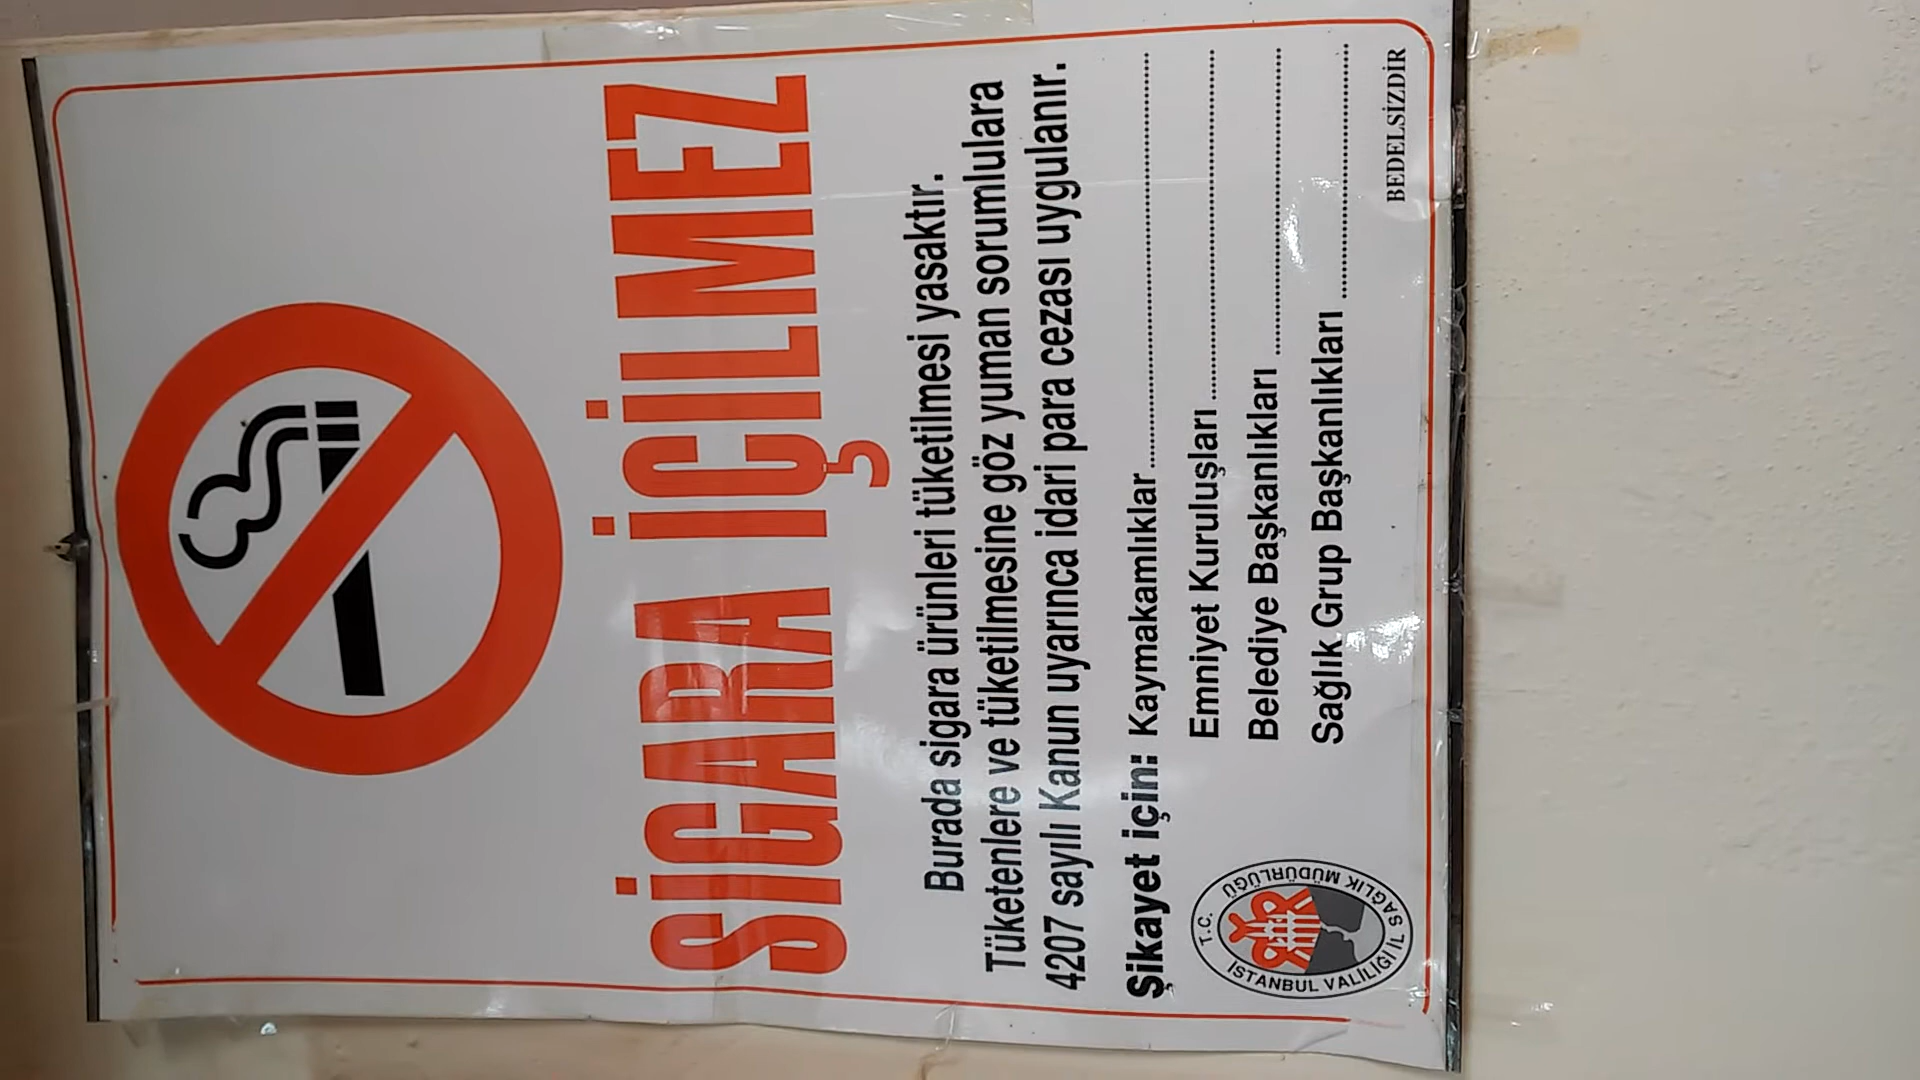 SİGARA İÇİLMEZ
Burada sigara ürünleri tüketilmesi yasaktır.
Tüketenlere ve tüketilmesine göz yuman sorumlulara
4207 sayılı Kanun uyarınca idari para cezası uygulanır.
Şikayet için: Kaymakamlıklar ........................................
Emniyet Kuruluşları ........................................
Belediye Başkanlıkları ........................................
Sağlık Grup Başkanlıkları ..............................
T.C.
İSTANBUL VALİLİĞİ İL SAĞLIK MÜDÜRLÜĞÜ
BEDELSİZDİR